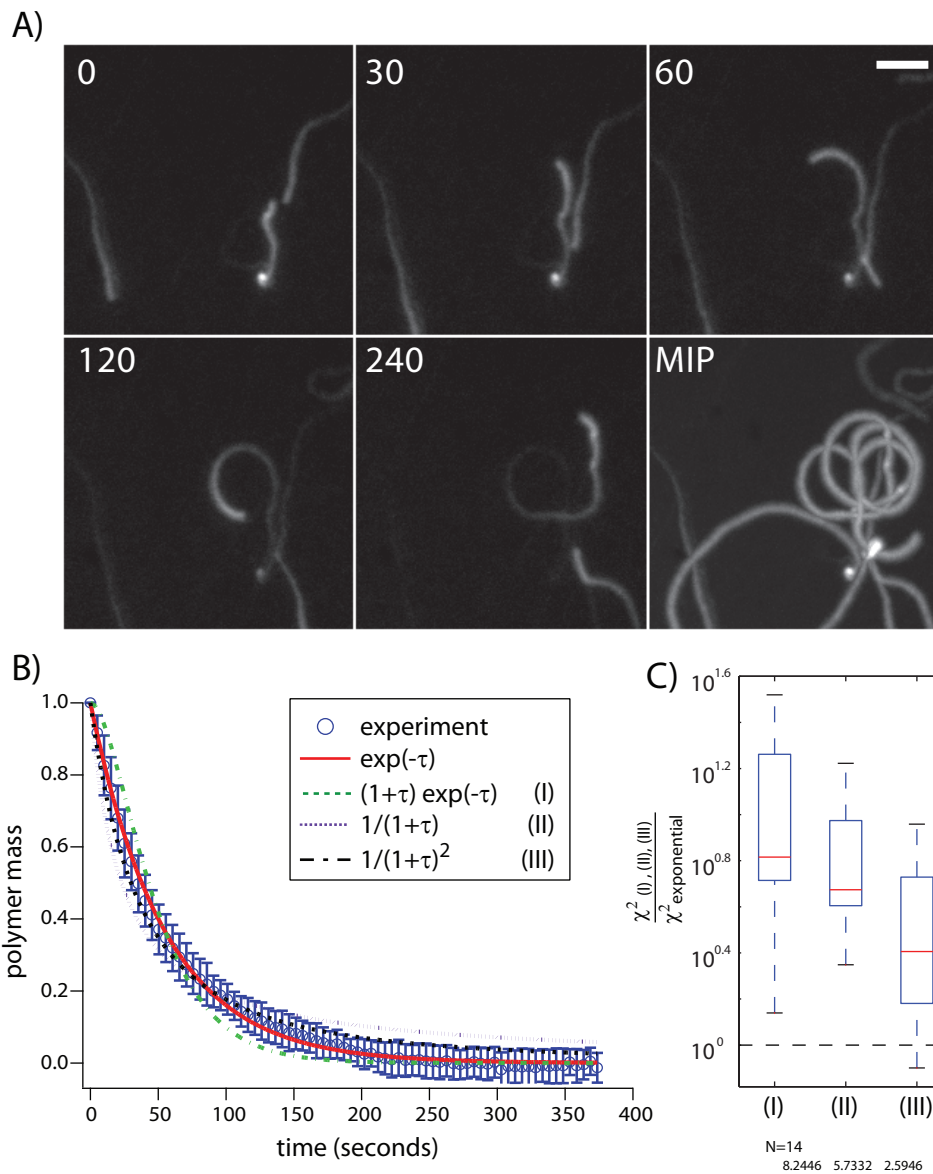 A)
0
30
60
120
240
MIP
B)
1.0
0.8
0.6
0.4
0.2
0.0
polymer mass
0
50
100
150
200
250
300
350
400
time (seconds)
experiment
exp(-τ)
(1+τ) exp(-τ) (I)
1/(1+τ) (II)
1/(1+τ)² (III)
C)
10^1.6
10^1.2
10^0.8
10^0.4
10^0
χ² (I), (II), (III)
χ² exponential
(I) (II) (III)
N=14
8.2446 5.7332 2.5946